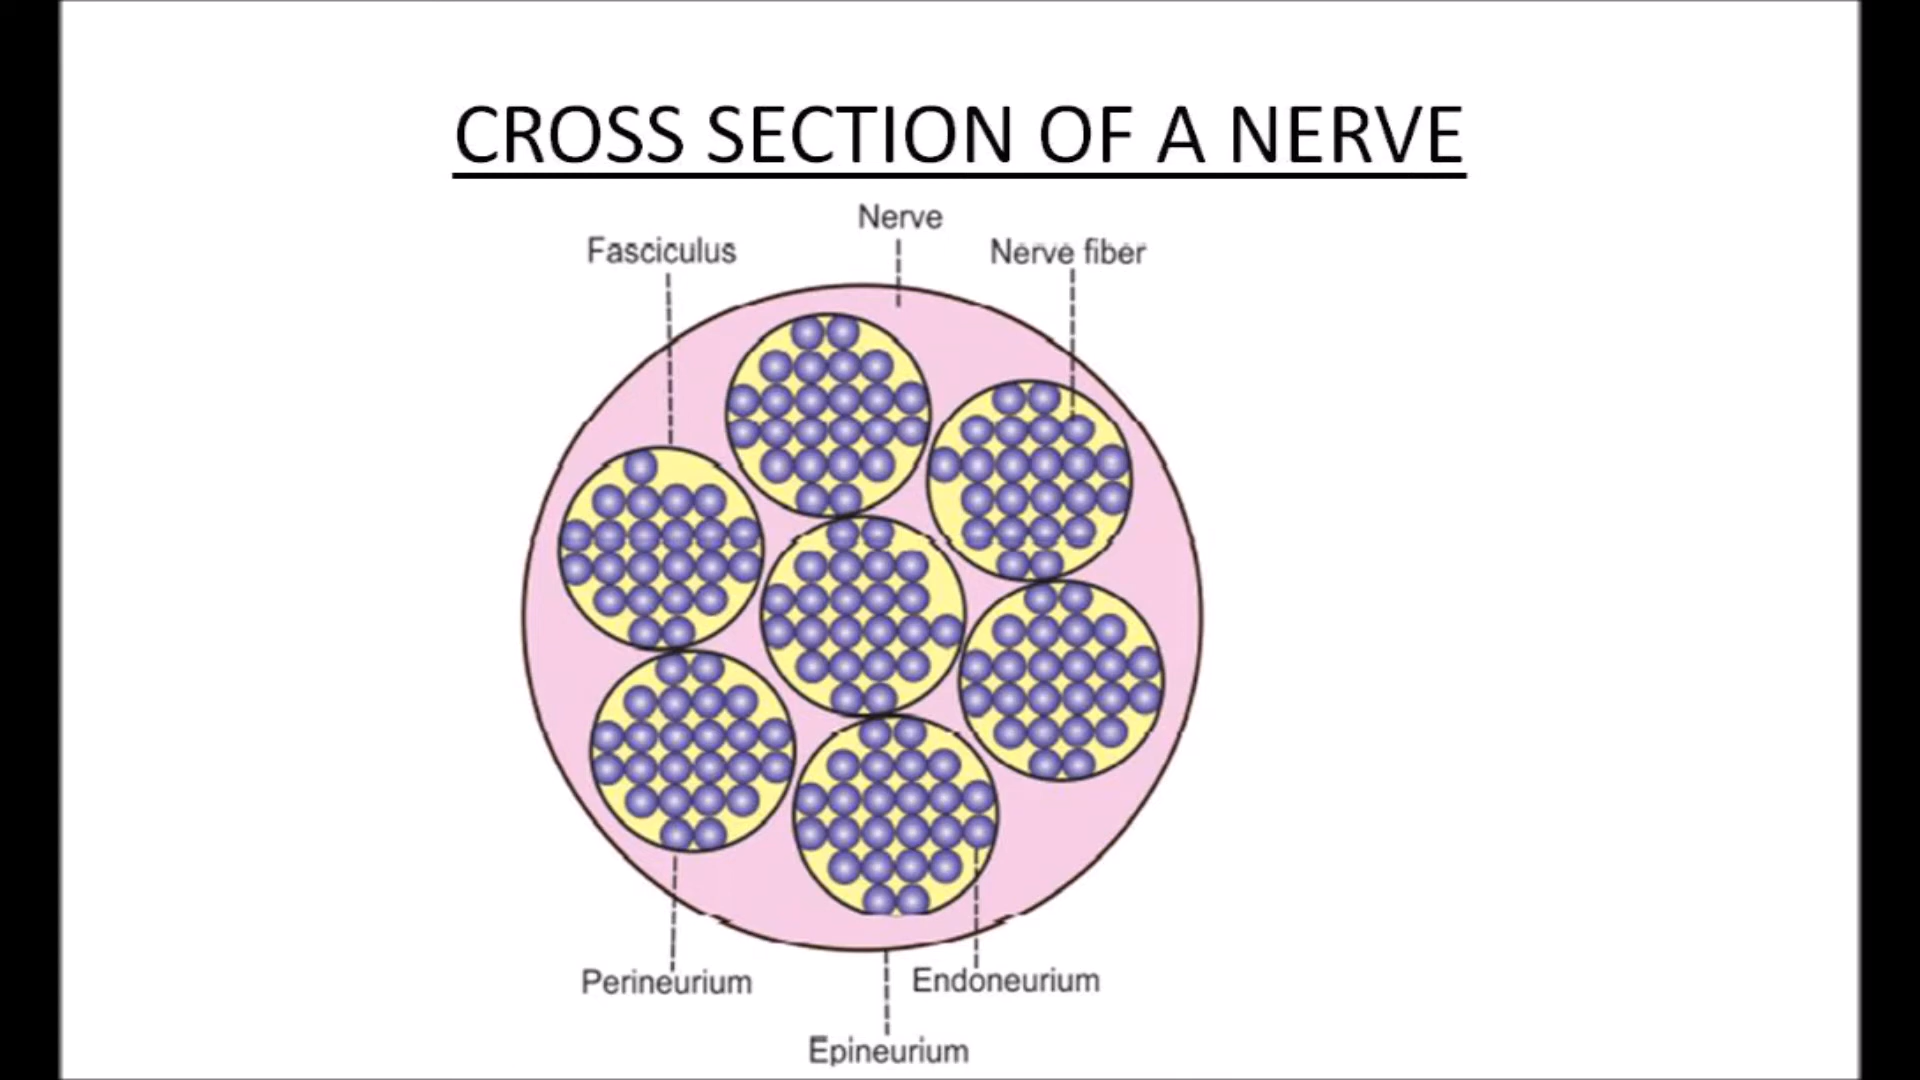 CROSS SECTION OF A NERVE
Nerve
Fasciculus
Nerve fiber
Perineurium
Endoneurium
Epineurium